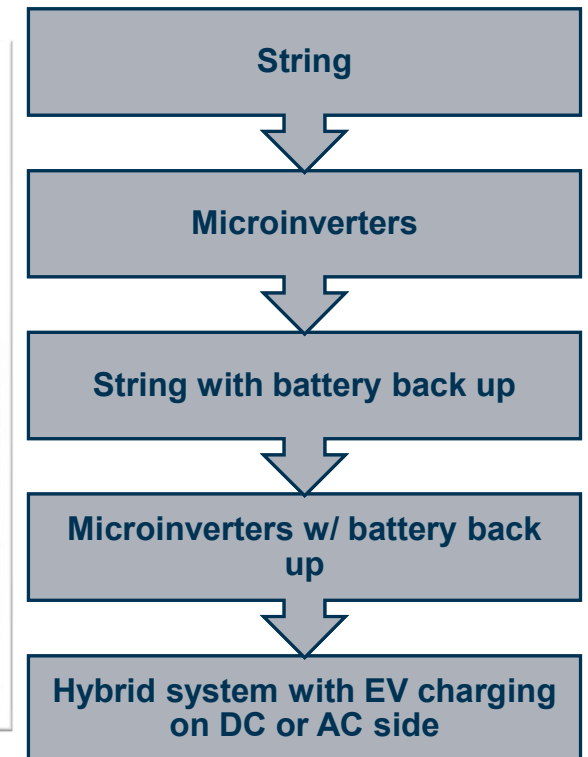 String
Microinverters
String with battery back up
Microinverters w/ battery back
up
Hybrid system with EV charging
on DC or AC side